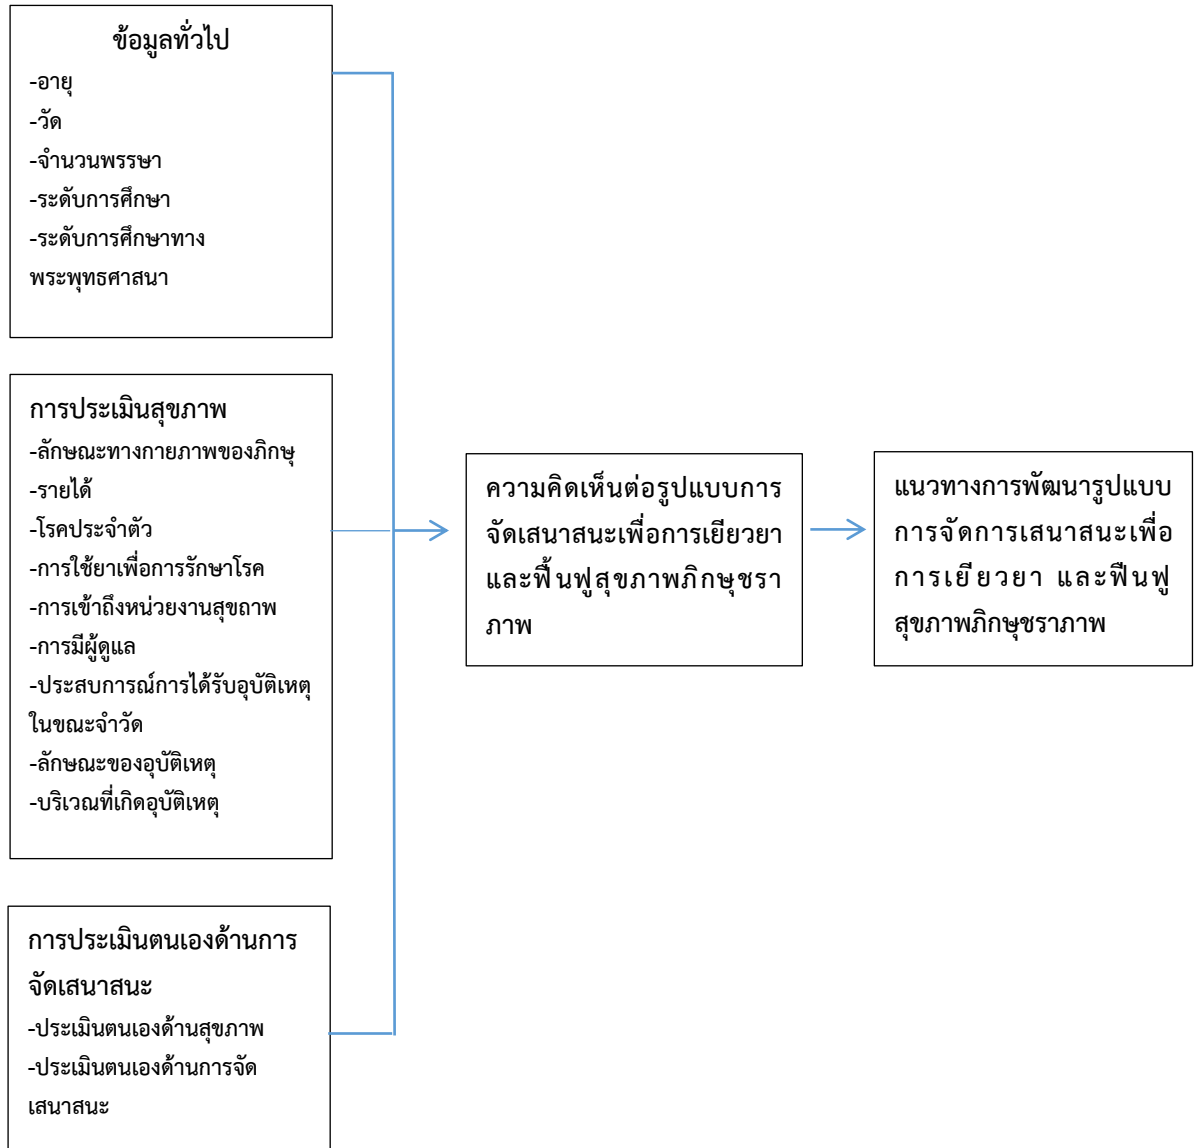 ข้อมูลทั่วไป
-อายุ
-วัด
-จำนวนพรรษา
-ระดับการศึกษา
-ระดับการศึกษาทาง
พระพุทธศาสนา
การประเมินสุขภาพ
-ลักษณะทางกายภาพของภิกษุ
-รายได้
-โรคประจำตัว
-การใช้ยาเพื่อการรักษาโรค
-การเข้าถึงหน่วยงานสุขถาพ
-การมีผู้ดูแล
-ประสบการณ์การได้รับอุบัติเหตุ
ในขณะจำวัด
-ลักษณะของอุบัติเหตุ
-บริเวณที่เกิดอุบัติเหตุ
การประเมินตนเองด้านการ
จัดเสนาสนะ
-ประเมินตนเองด้านสุขภาพ
-ประเมินตนเองด้านการจัด
เสนาสนะ
ความคิดเห็นต่อรูปแบบการ
จัดเสนาสนะเพื่อการเยียวยา
และฟื้นฟูสุขภาพภิกษุชรา
ภาพ
แนวทางการพัฒนารูปแบบ
การจัดการเสนาสนะเพื่อ
การเยียวยา และฟืนฟู
สุขภาพภิกษุชราภาพ